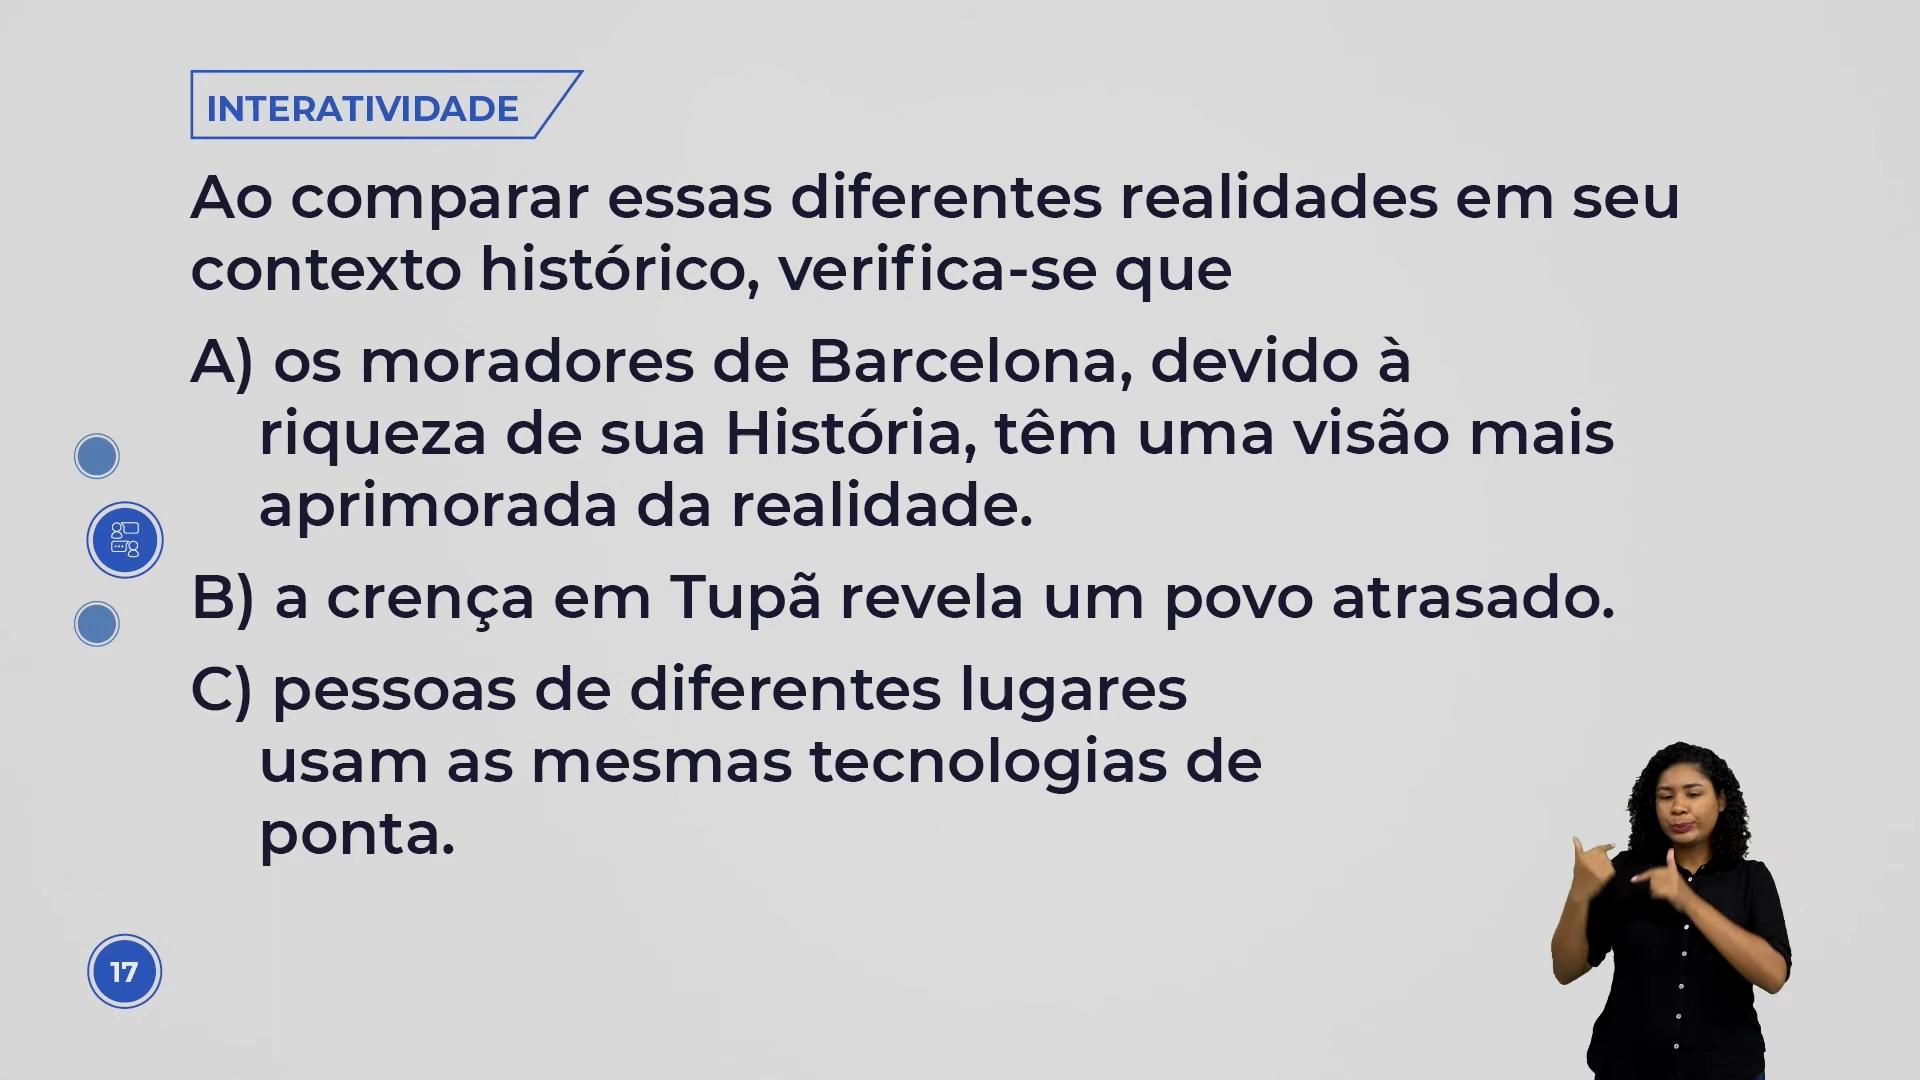 INTERATIVIDADE
Ao comparar essas diferentes realidades em seu
contexto histórico, verifica-se que
A) os moradores de Barcelona, devido à
riqueza de sua História, têm uma visão mais
aprimorada da realidade.
B) a crença em Tupã revela um povo atrasado.
C) pessoas de diferentes lugares
usam as mesmas tecnologias de
ponta.
17